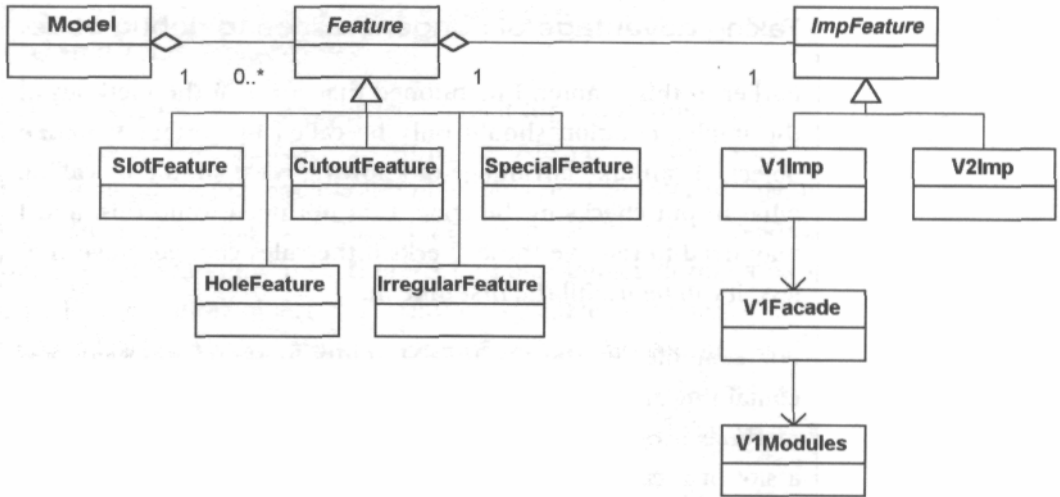 Model
Feature
ImpFeature
1
0..*
1
1
SlotFeature
CutoutFeature
SpecialFeature
V1Imp
V2Imp
HoleFeature
IrregularFeature
V1Facade
V1Modules